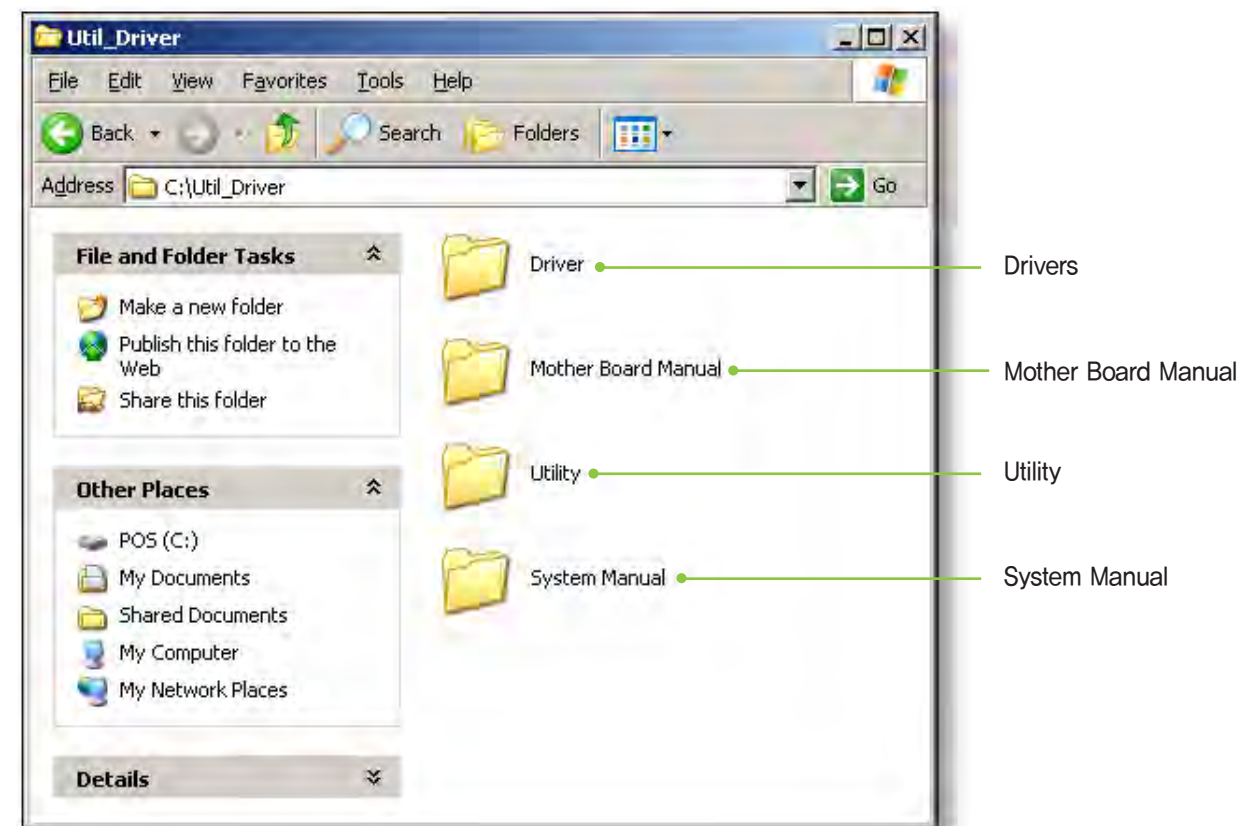 Util_Driver
File Edit View Favorites Tools Help
Back Search Folders
Address C:\Util_Driver Go
File and Folder Tasks
Make a new folder
Publish this folder to the
Web
Share this folder
Other Places
POS (C:)
My Documents
Shared Documents
My Computer
My Network Places
Details
Driver
Mother Board Manual
Utility
System Manual
Drivers
Mother Board Manual
Utility
System Manual